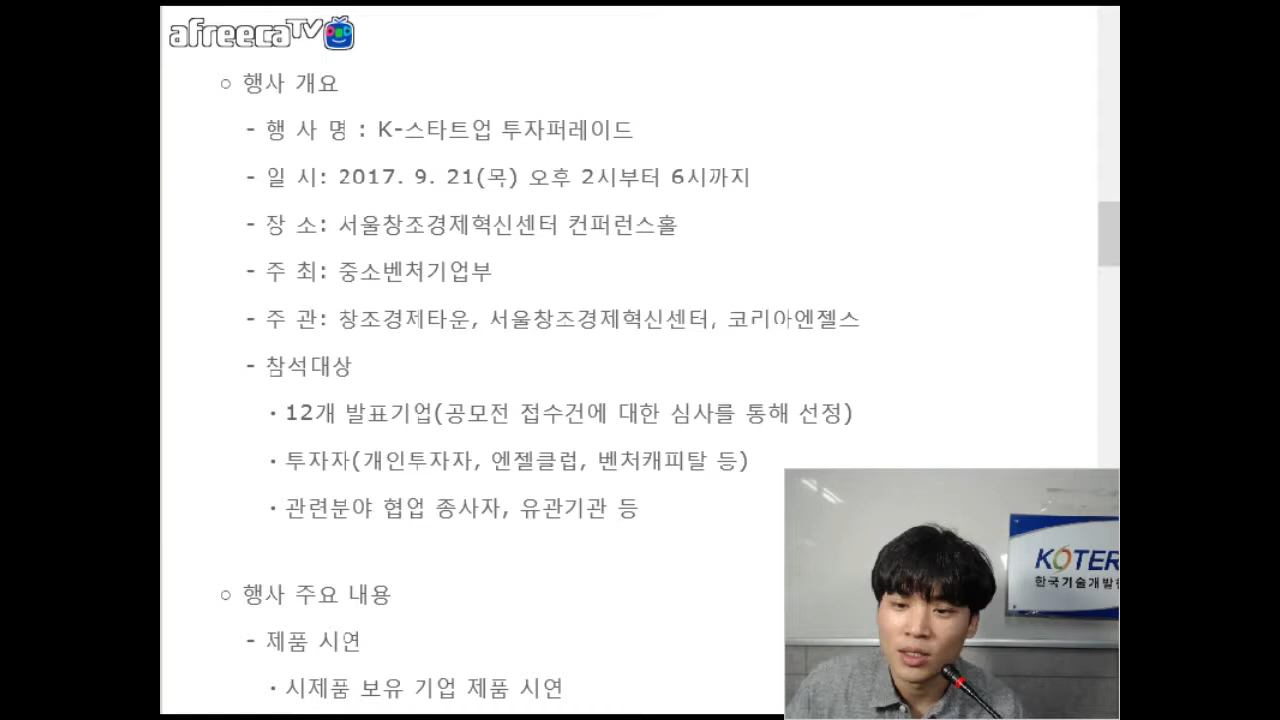 afreecaTV
○ 행사 개요
- 행 사 명 : K-스타트업 투자퍼레이드
- 일 시: 2017. 9. 21(목) 오후 2시부터 6시까지
- 장 소: 서울창조경제혁신센터 컨퍼런스홀
- 주 최: 중소벤처기업부
- 주 관: 창조경제타운, 서울창조경제혁신센터, 코리아엔젤스
- 참석대상
· 12개 발표기업(공모전 접수건에 대한 심사를 통해 선정)
· 투자자(개인투자자, 엔젤클럽, 벤처캐피탈 등)
· 관련분야 협업 종사자, 유관기관 등
○ 행사 주요 내용
- 제품 시연
· 시제품 보유 기업 제품 시연
KOTER
한국기술개발